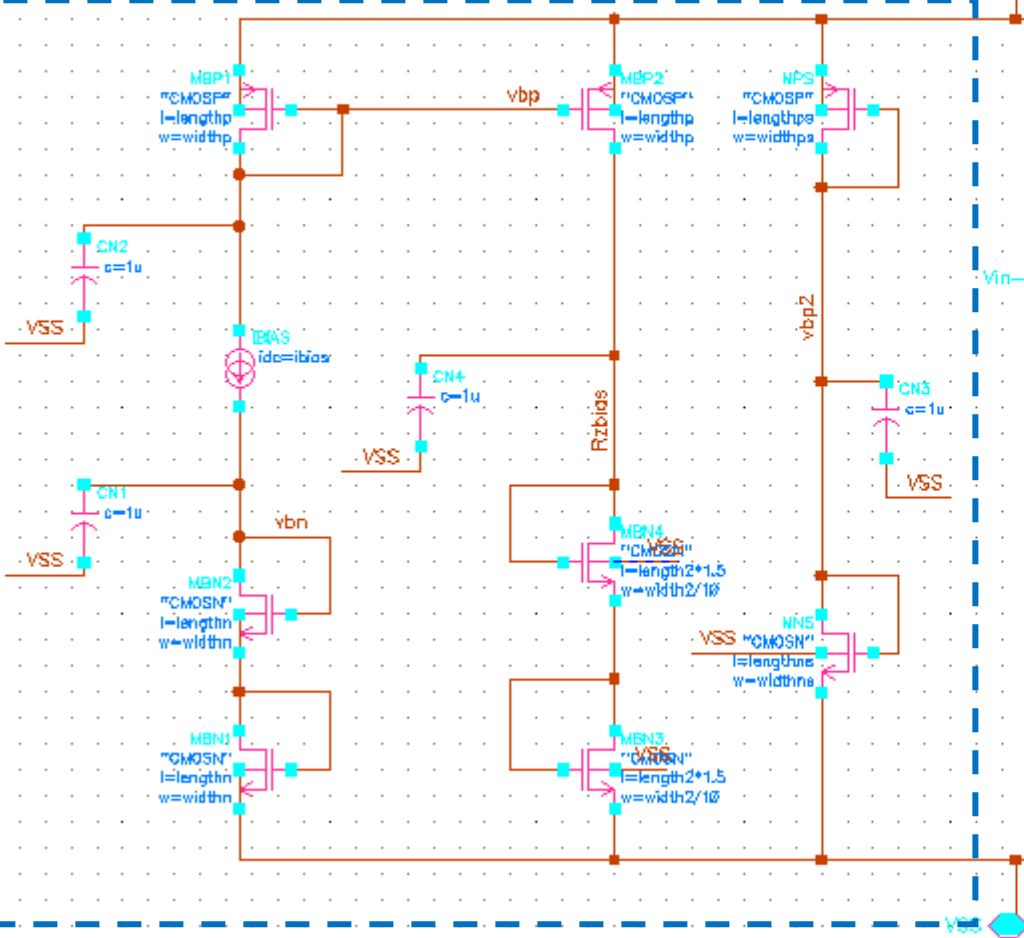 MBP1
"CMOSP"
l=lengthp
w=widthp
vbp
MBP2
"CMOSP"
l=lengthp
w=widthp
NPS
"CMOSP"
l=lengthps
w=widthps
CN2
c=1u
VSS
IBIAS
idc=ibias
vbp2
Vin-
CN4
c=1u
VSS
Rzbias
CN3
c=1u
VSS
CN1
c=1u
VSS
vbn
MBN2
"CMOSN"
l=lengthn
w=widthn
MBN4
"CMOSN"
VSS
l=length2*1.5
w=width2/10
NNS
VSS
"CMOSN"
l=lengthns
w=widthns
MBN1
"CMOSN"
l=lengthn
w=widthn
MBN3
"CMOSN"
VSS
l=length2*1.5
w=width2/10
VSS